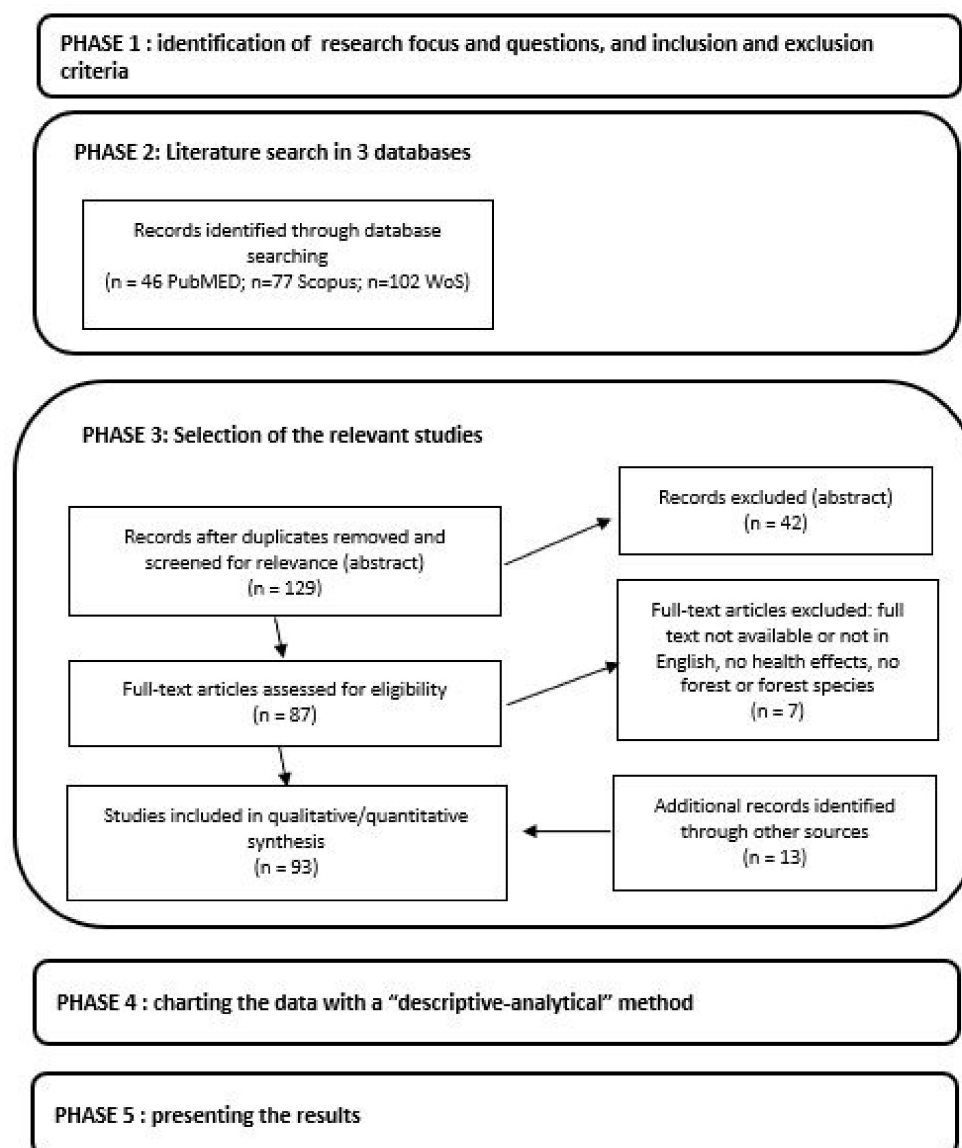 PHASE 1 : identification of research focus and questions, and inclusion and exclusion
criteria
PHASE 2: Literature search in 3 databases
Records identified through database
searching
(n = 46 PubMED; n=77 Scopus; n=102 WoS)
PHASE 3: Selection of the relevant studies
Records after duplicates removed and
screened for relevance (abstract)
(n = 129)
Records excluded (abstract)
(n = 42)
Full-text articles assessed for eligibility
(n = 87)
Full-text articles excluded: full
text not available or not in
English, no health effects, no
forest or forest species
(n = 7)
Studies included in qualitative/quantitative
synthesis
(n = 93)
Additional records identified
through other sources
(n = 13)
PHASE 4 : charting the data with a “descriptive-analytical” method
PHASE 5 : presenting the results